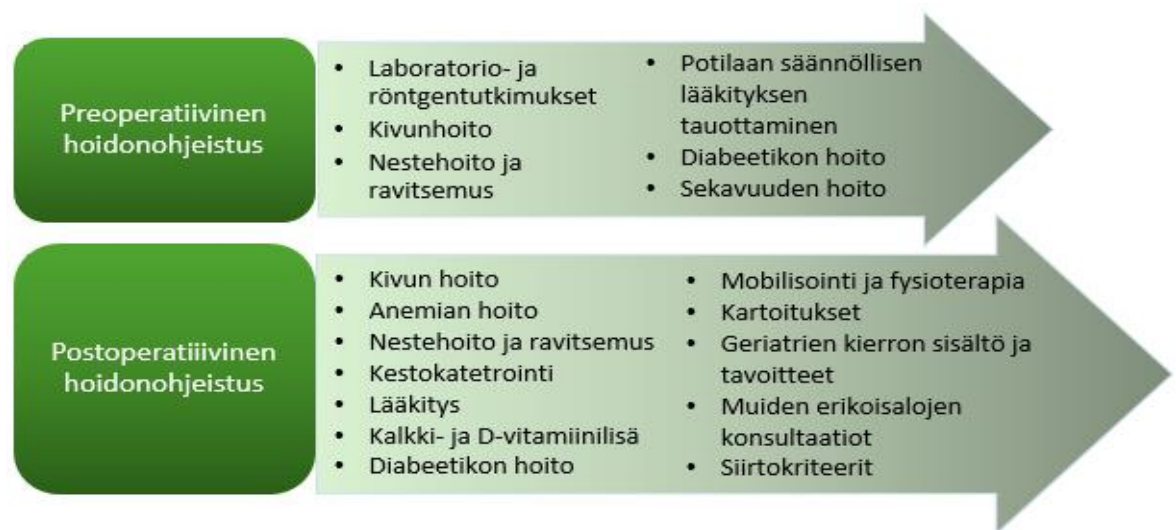 Preoperatiivinen
hoidonohjeistus
• Laboratorio- ja
röntgentutkimukset
• Kivunhoito
• Nestehoito ja
ravitsemus
• Potilaan säännöllisen
lääkityksen
tauottaminen
• Diabeetikon hoito
• Sekavuuden hoito
Postoperatiiivinen
hoidonohjeistus
• Kivun hoito
• Anemian hoito
• Nestehoito ja ravitsemus
• Kestokatetrointi
• Lääkitys
• Kalkki- ja D-vitamiinilisä
• Diabeetikon hoito
• Mobilisointi ja fysioterapia
• Kartoitukset
• Geriatrien kierron sisältö ja
tavoitteet
• Muiden erikoisalojen
konsultaatiot
• Siirtokriteerit